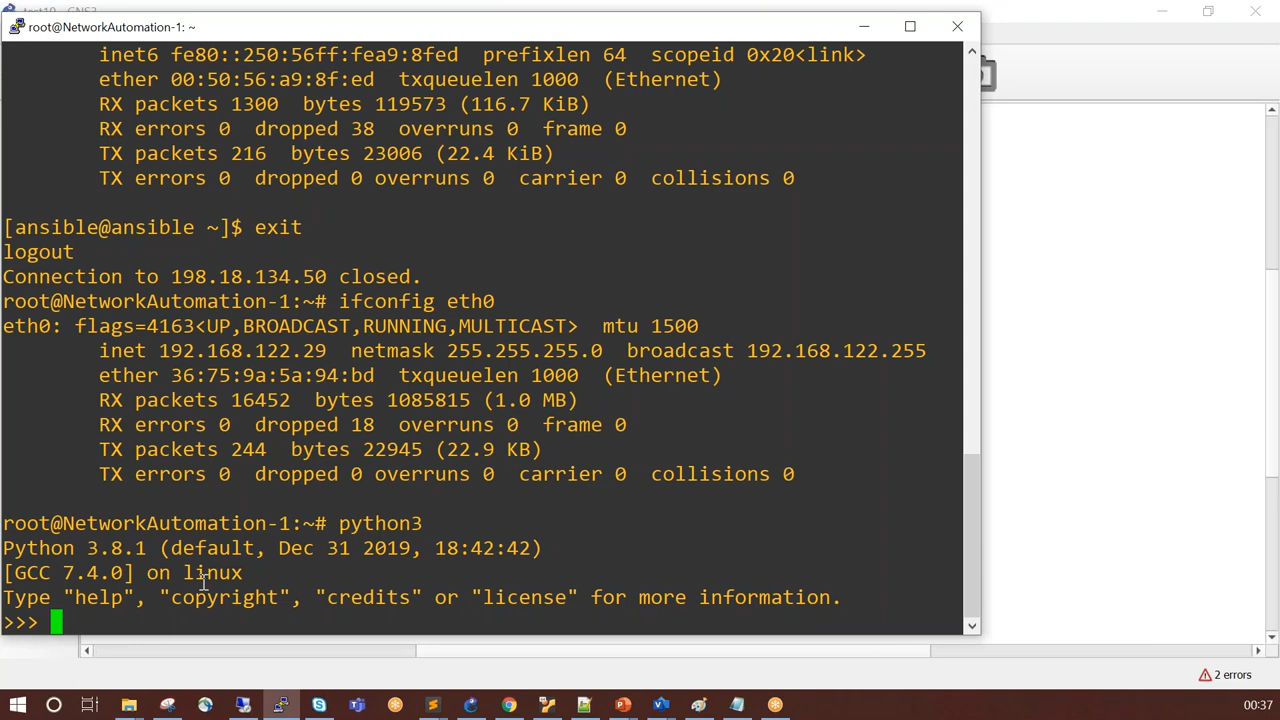 test10 - GNS3
root@NetworkAutomation-1: ~
inet6 fe80::250:56ff:fea9:8fed prefixlen 64 scopeid 0x20<link>
ether 00:50:56:a9:8f:ed txqueuelen 1000 (Ethernet)
RX packets 1300 bytes 119573 (116.7 KiB)
RX errors 0 dropped 38 overruns 0 frame 0
TX packets 216 bytes 23006 (22.4 KiB)
TX errors 0 dropped 0 overruns 0 carrier 0 collisions 0
[ansible@ansible ~]$ exit
logout
Connection to 198.18.134.50 closed.
root@NetworkAutomation-1:~# ifconfig eth0
eth0: flags=4163<UP,BROADCAST,RUNNING,MULTICAST> mtu 1500
inet 192.168.122.29 netmask 255.255.255.0 broadcast 192.168.122.255
ether 36:75:9a:5a:94:bd txqueuelen 1000 (Ethernet)
RX packets 16452 bytes 1085815 (1.0 MB)
RX errors 0 dropped 18 overruns 0 frame 0
TX packets 244 bytes 22945 (22.9 KB)
TX errors 0 dropped 0 overruns 0 carrier 0 collisions 0
root@NetworkAutomation-1:~# python3
Python 3.8.1 (default, Dec 31 2019, 18:42:42)
[GCC 7.4.0] on linux
Type "help", "copyright", "credits" or "license" for more information.
>>>
2 errors
00:37